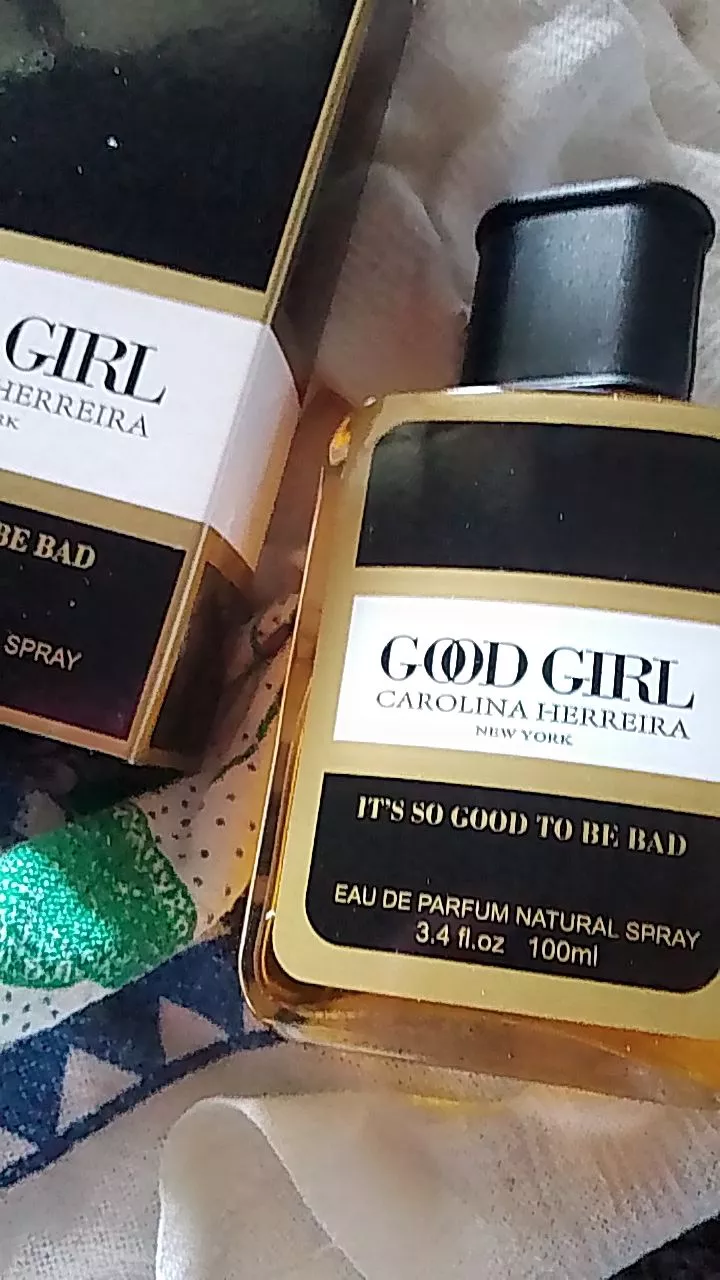 GIRL
HERREIRA
RK
BE BAD
SPRAY
GOOD GIRL
CAROLINA HERREIRA
NEW YORK
IT'S SO GOOD TO BE BAD
EAU DE PARFUM NATURAL SPRAY
3.4 fl.oz 100ml